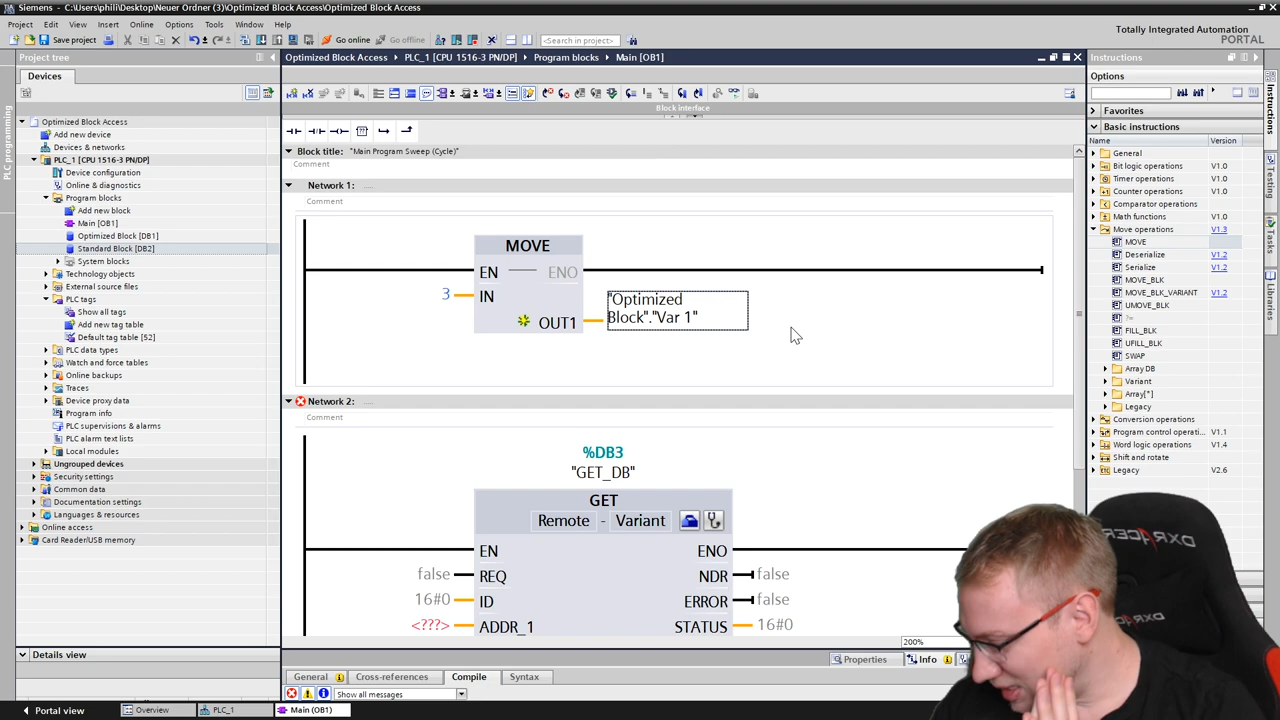 Siemens - C:\Users\phili\Desktop\Neuer Ordner (3)\Optimized Block Access\Optimized Block Access
Project Edit View Insert Online Options Tools Window Help
Totally Integrated Automation
PORTAL
Save project
Go online
Go offline
<Search in project>
Project tree
Optimized Block Access
PLC_1 [CPU 1516-3 PN/DP]
Program blocks
Main [OB1]
Instructions
Devices
Options
Block interface
Favorites
Basic instructions
Name Version
General
Bit logic operations V1.0
Timer operations V1.0
Counter operations V1.0
Comparator operations
Math functions V1.0
Move operations V1.3
MOVE
Deserialize V1.2
Serialize V1.2
MOVE_BLK
MOVE_BLK_VARIANT V1.2
UMOVE_BLK
?=
FILL_BLK
UFILL_BLK
SWAP
Array DB
Variant
Array[*]
Legacy
Conversion operations
Program control operati... V1.1
Word logic operations V1.4
Shift and rotate
Legacy V2.6
Optimized Block Access
Add new device
Devices & networks
PLC_1 [CPU 1516-3 PN/DP]
Device configuration
Online & diagnostics
Program blocks
Add new block
Main [OB1]
Optimized Block [DB1]
Standard Block [DB2]
System blocks
Technology objects
External source files
PLC tags
Show all tags
Add new tag table
Default tag table [52]
PLC data types
Watch and force tables
Online backups
Traces
Device proxy data
Program info
PLC supervisions & alarms
PLC alarm text lists
Local modules
Ungrouped devices
Security settings
Common data
Documentation settings
Languages & resources
Online access
Card Reader/USB memory
Block title: "Main Program Sweep (Cycle)"
Comment
Network 1: .....
Comment
MOVE
EN ENO
3 IN
OUT1
"Optimized
Block"."Var 1"
Network 2: .....
Comment
%DB3
"GET_DB"
GET
Remote - Variant
EN ENO
false REQ NDR false
16#0 ID ERROR false
<???> ADDR_1 STATUS 16#0
200%
Details view
Properties
Info
General
Cross-references
Compile
Syntax
Show all messages
Portal view
Overview
PLC_1
Main (OB1)
PLC programming
Instructions
Testing
Tasks
Libraries
DXRACER